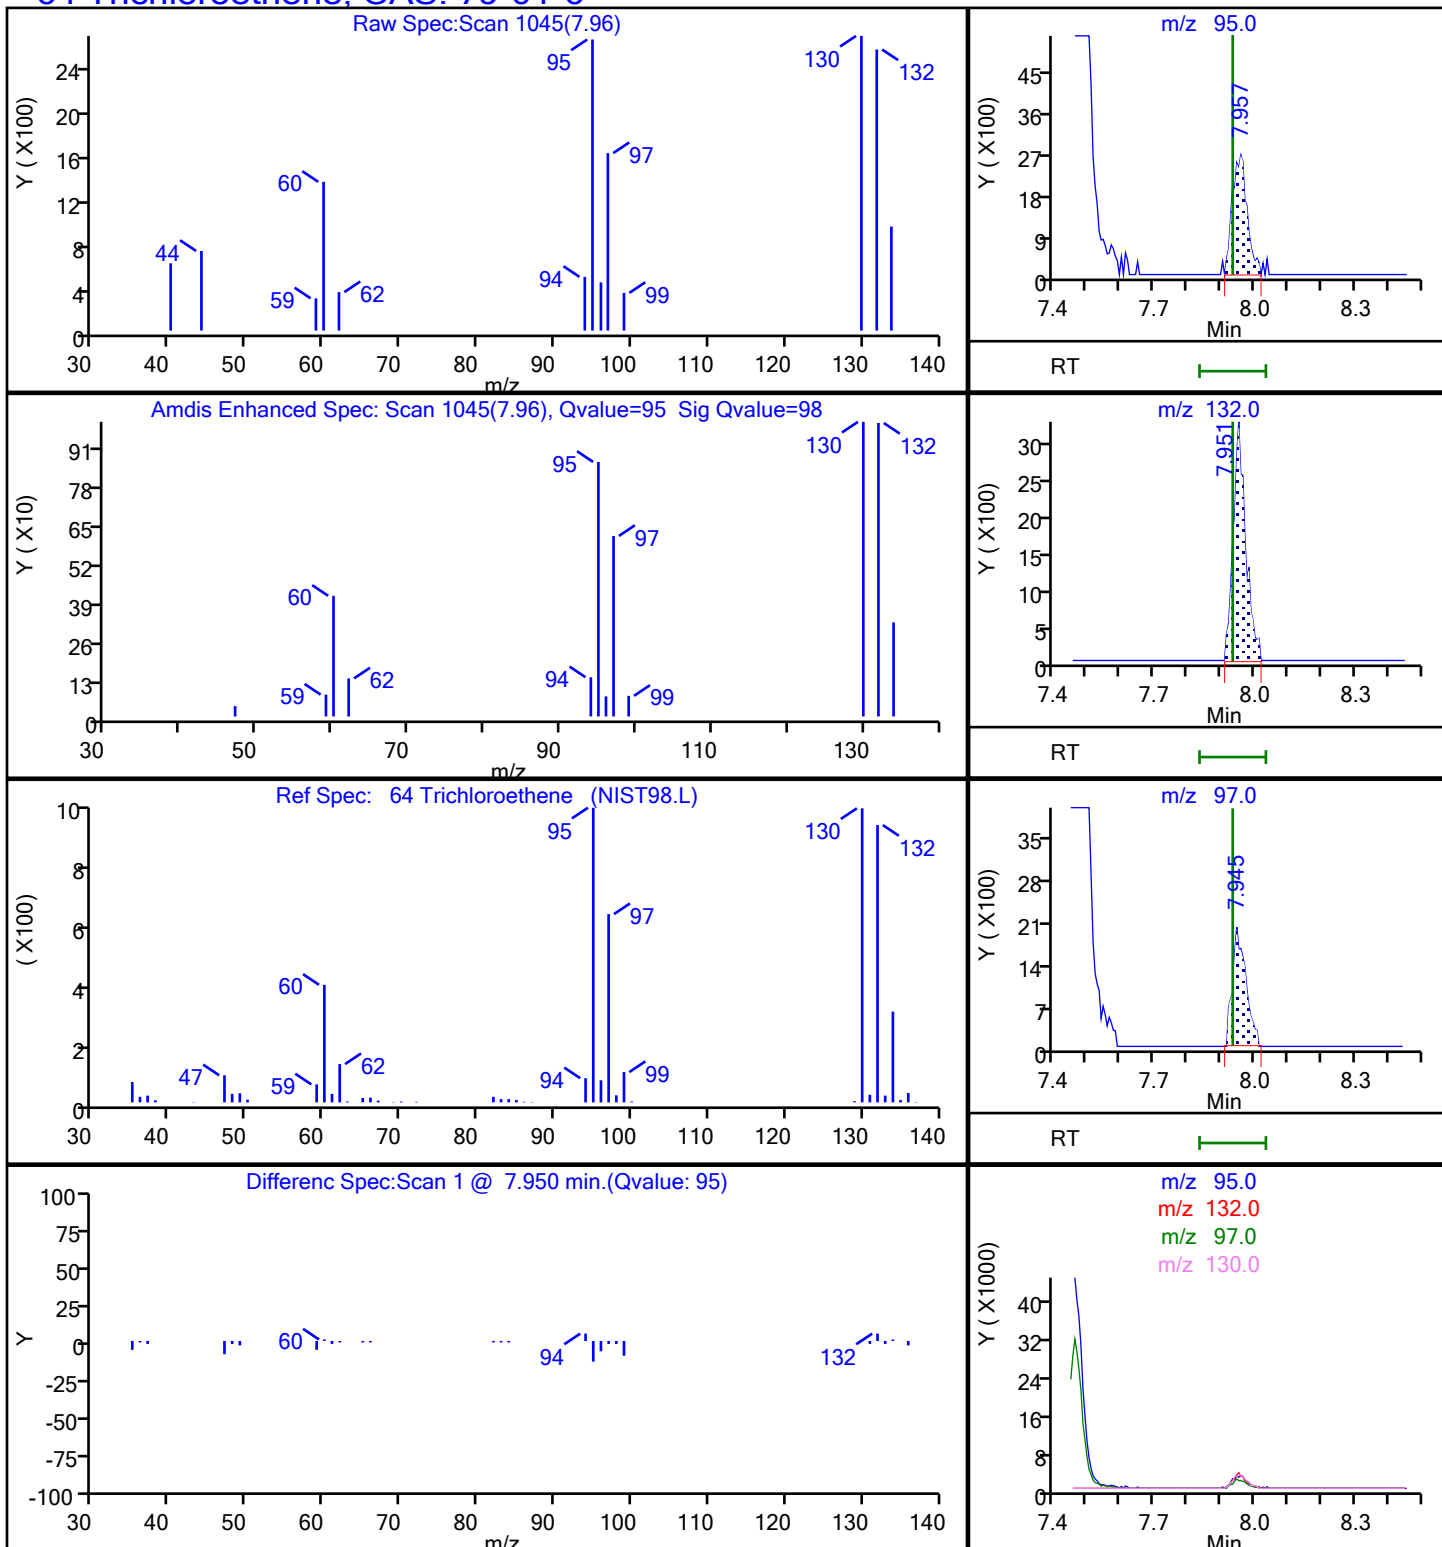 Raw Spec:Scan 1045(7.96)
Y ( X100)
24
20
16
12
8
4
0
44
60
59
62
95
94
97
99
130
132
30 40 50 60 70 80 90 100 110 120 130 140
m/z
m/z 95.0
Y ( X100)
45
36
27
18
9
0
7.957
7.4 7.7 8.0 8.3
Min
RT
Amdis Enhanced Spec: Scan 1045(7.96), Qvalue=95 Sig Qvalue=98
Y ( X10)
91
78
65
52
39
26
13
0
60
59
62
95
94
97
99
130
132
30 50 70 90 110 130
m/z
m/z 132.0
Y ( X100)
30
25
20
15
10
5
0
7.951
7.4 7.7 8.0 8.3
Min
RT
Ref Spec: 64 Trichloroethene (NIST98.L)
( X100)
10
8
6
4
2
0
47
60
59
62
95
94
97
99
130
132
30 40 50 60 70 80 90 100 110 120 130 140
m/z
m/z 97.0
Y ( X100)
35
28
21
14
7
0
7.945
7.4 7.7 8.0 8.3
Min
RT
Differenc Spec:Scan 1 @ 7.950 min.(Qvalue: 95)
Y
100
75
50
25
0
-25
-50
-75
-100
60
94
132
30 40 50 60 70 80 90 100 110 120 130 140
m/z
m/z 95.0
m/z 132.0
m/z 97.0
m/z 130.0
Y ( X1000)
40
32
24
16
8
0
7.4 7.7 8.0 8.3
Min